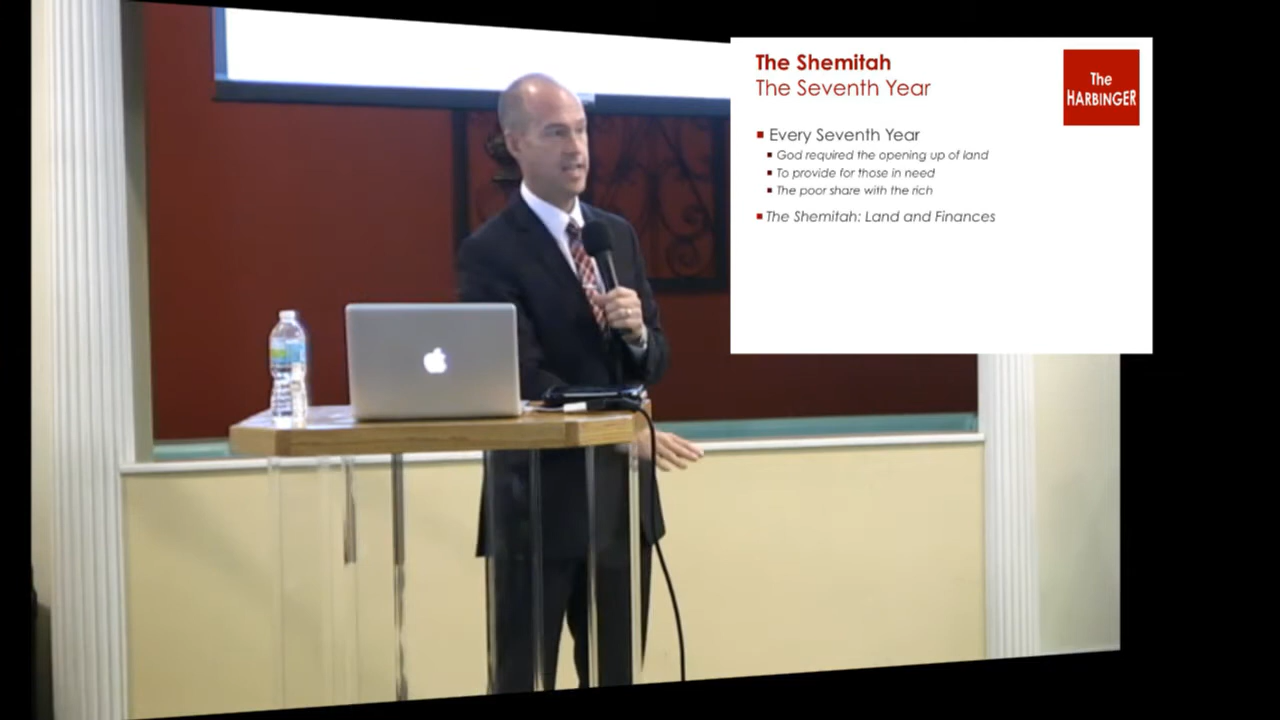 The Shemitah
The Seventh Year
The
HARBINGER
Every Seventh Year
God required the opening up of land
To provide for those in need
The poor share with the rich
The Shemitah: Land and Finances